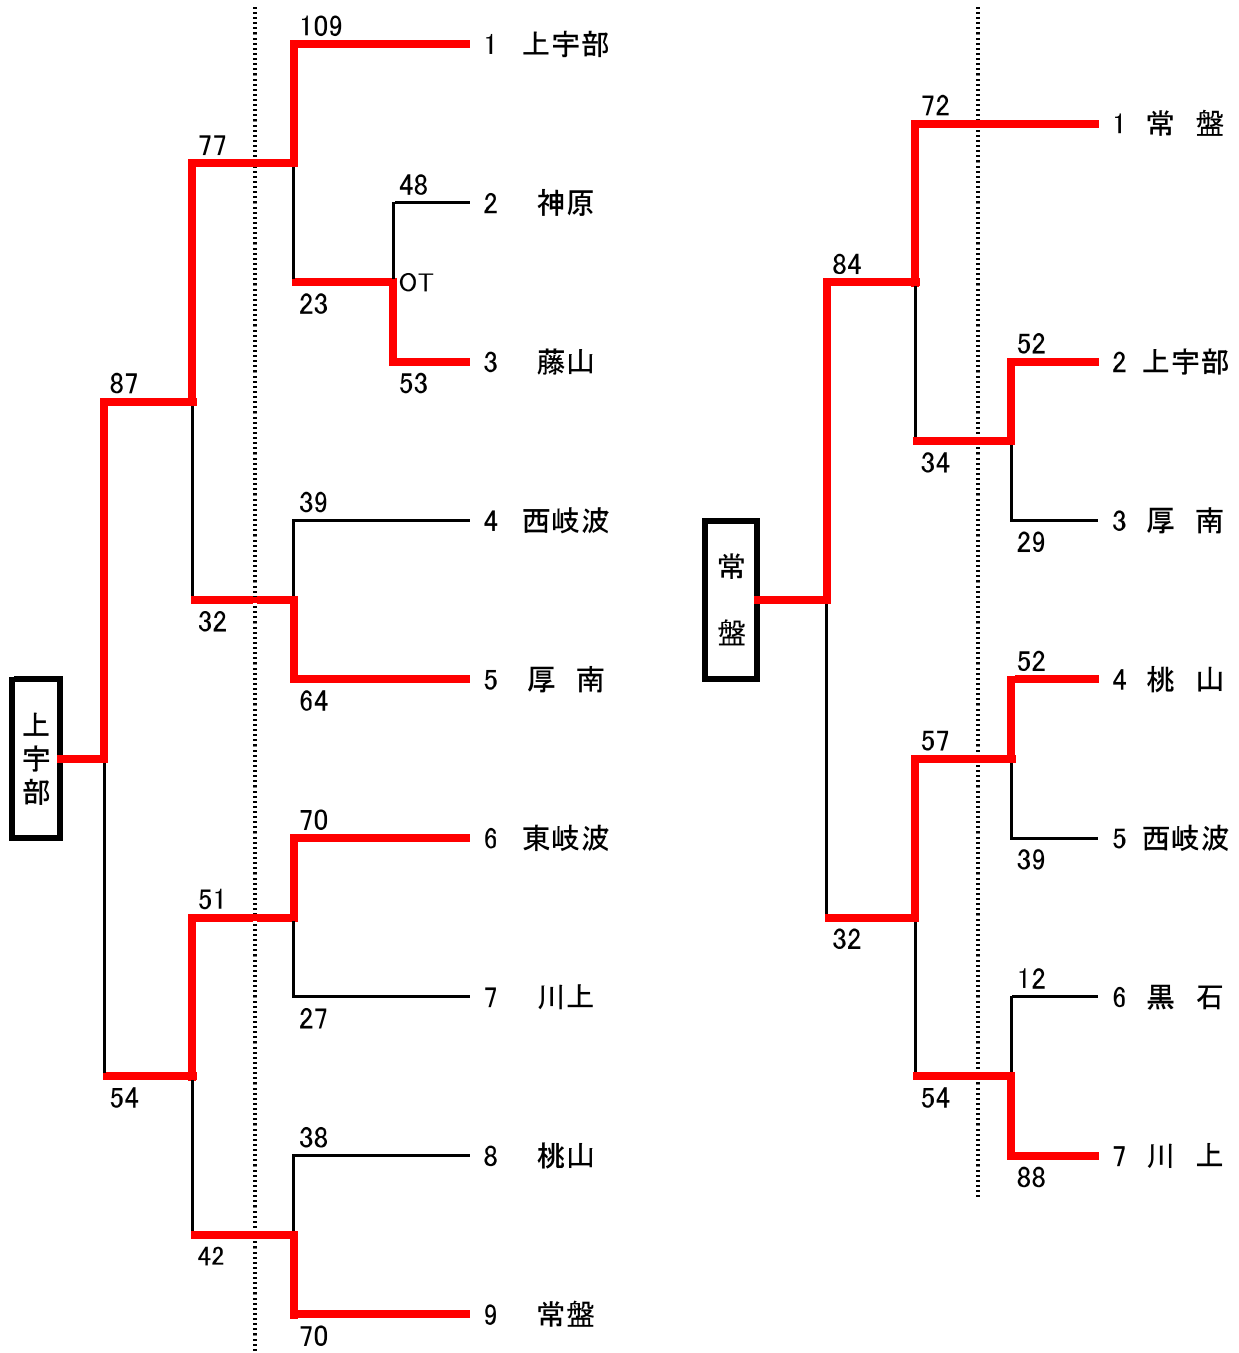 109
1 上宇部
77
48
2 神原
OT
23
3 藤山
53
87
39
4 西岐波
32
5 厚 南
64
上宇部
70
6 東岐波
51
7 川上
27
54
38
8 桃山
42
9 常盤
70
72
1 常 盤
84
52
2 上宇部
34
3 厚 南
29
常 盤
52
4 桃 山
57
5 西岐波
39
32
12
6 黒 石
54
7 川 上
88